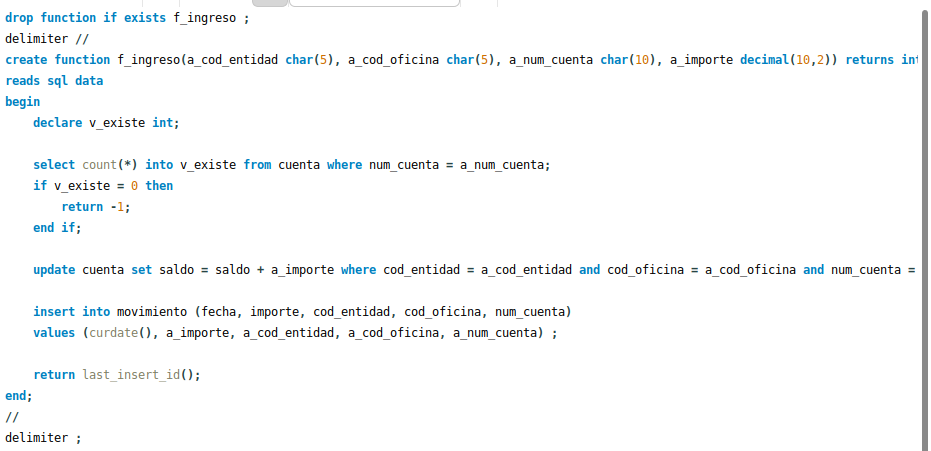 drop function if exists f_ingreso ;
delimiter //
create function f_ingreso(a_cod_entidad char(5), a_cod_oficina char(5), a_num_cuenta char(10), a_importe decimal(10,2)) returns int
reads sql data
begin
    declare v_existe int;
    select count(*) into v_existe from cuenta where num_cuenta = a_num_cuenta;
    if v_existe = 0 then
        return -1;
    end if;
    update cuenta set saldo = saldo + a_importe where cod_entidad = a_cod_entidad and cod_oficina = a_cod_oficina and num_cuenta =
    insert into movimiento (fecha, importe, cod_entidad, cod_oficina, num_cuenta)
    values (curdate(), a_importe, a_cod_entidad, a_cod_oficina, a_num_cuenta) ;
    return last_insert_id();
end;
//
delimiter ;